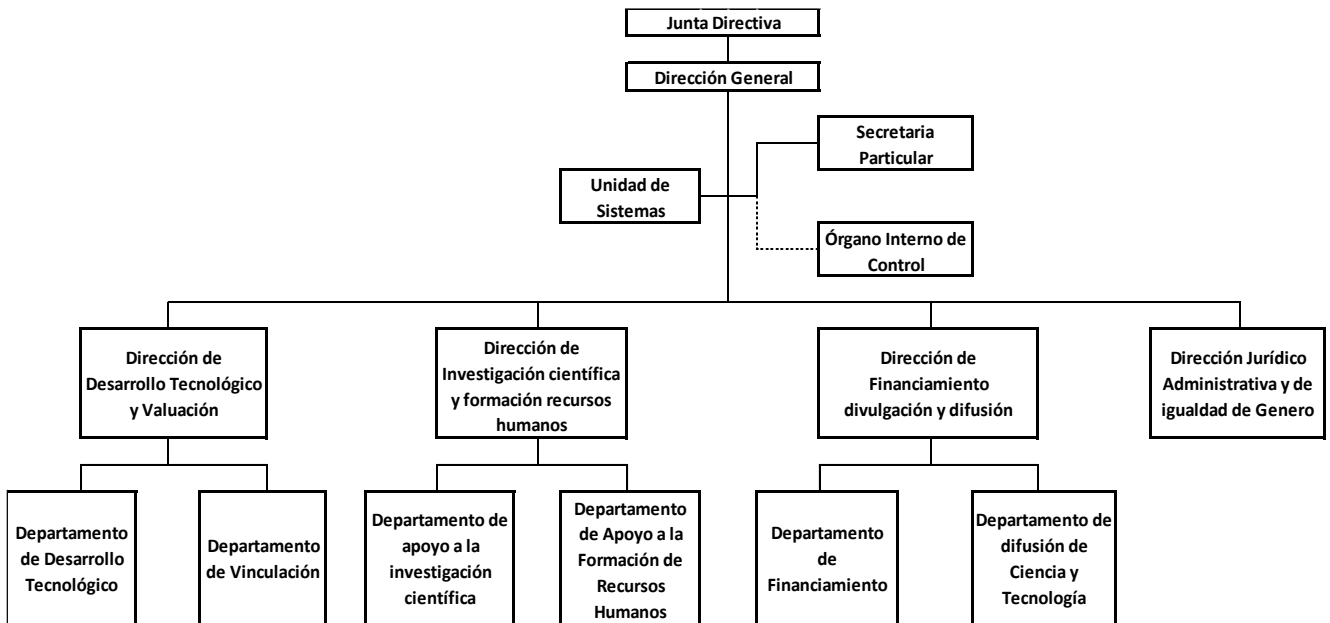 Junta Directiva
Dirección General
Secretaria
Particular
Unidad de
Sistemas
Órgano Interno de
Control
Dirección de
Desarrollo Tecnológico
y Valuación
Dirección de
Investigación científica
y formación recursos
humanos
Dirección de
Financiamiento
divulgación y difusión
Dirección Jurídico
Administrativa y de
igualdad de Genero
Departamento
de Desarrollo
Tecnológico
Departamento
de Vinculación
Departamento de
apoyo a la
investigación
científica
Departamento
de Apoyo a la
Formación de
Recursos
Humanos
Departamento
de
Financiamiento
Departamento de
difusión de
Ciencia y
Tecnología